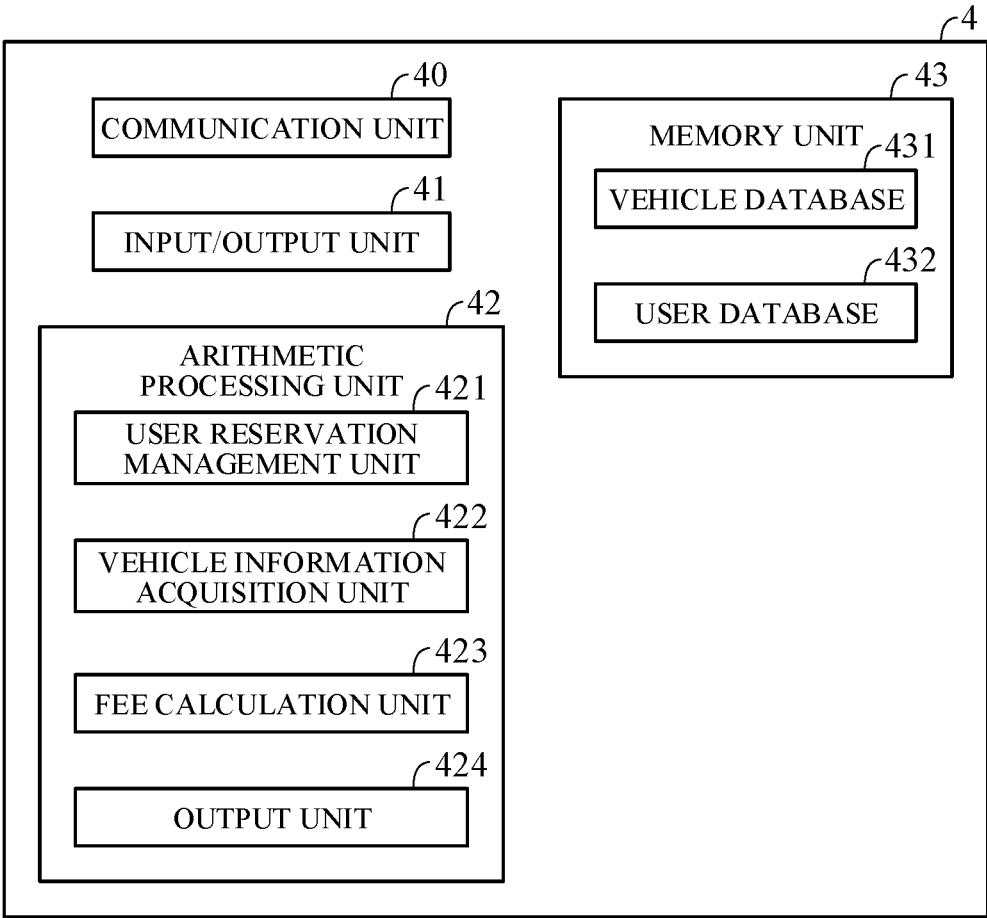 4
40
COMMUNICATION UNIT
41
INPUT/OUTPUT UNIT
42
ARITHMETIC
PROCESSING UNIT
421
USER RESERVATION
MANAGEMENT UNIT
422
VEHICLE INFORMATION
ACQUISITION UNIT
423
FEE CALCULATION UNIT
424
OUTPUT UNIT
43
MEMORY UNIT
431
VEHICLE DATABASE
432
USER DATABASE